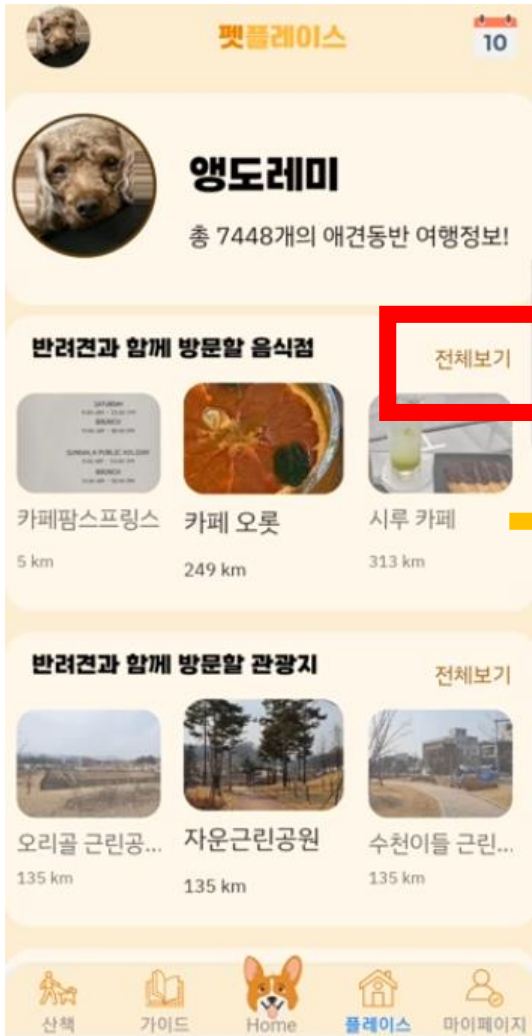 펫플레이스
10
앵도레미
총 7448개의 애견동반 여행정보!
반려견과 함께 방문할 음식점
전체보기
SATURDAY
BRUNCH
SUNDAY & PUBLIC HOLIDAY
BRUNCH
카페팜스프링스
카페 오롯
시루 카페
5 km
249 km
313 km
반려견과 함께 방문할 관광지
전체보기
오리골 근린공...
자운근린공원
수천이들 근린...
135 km
135 km
135 km
산책
가이드
Home
플레이스
마이페이지